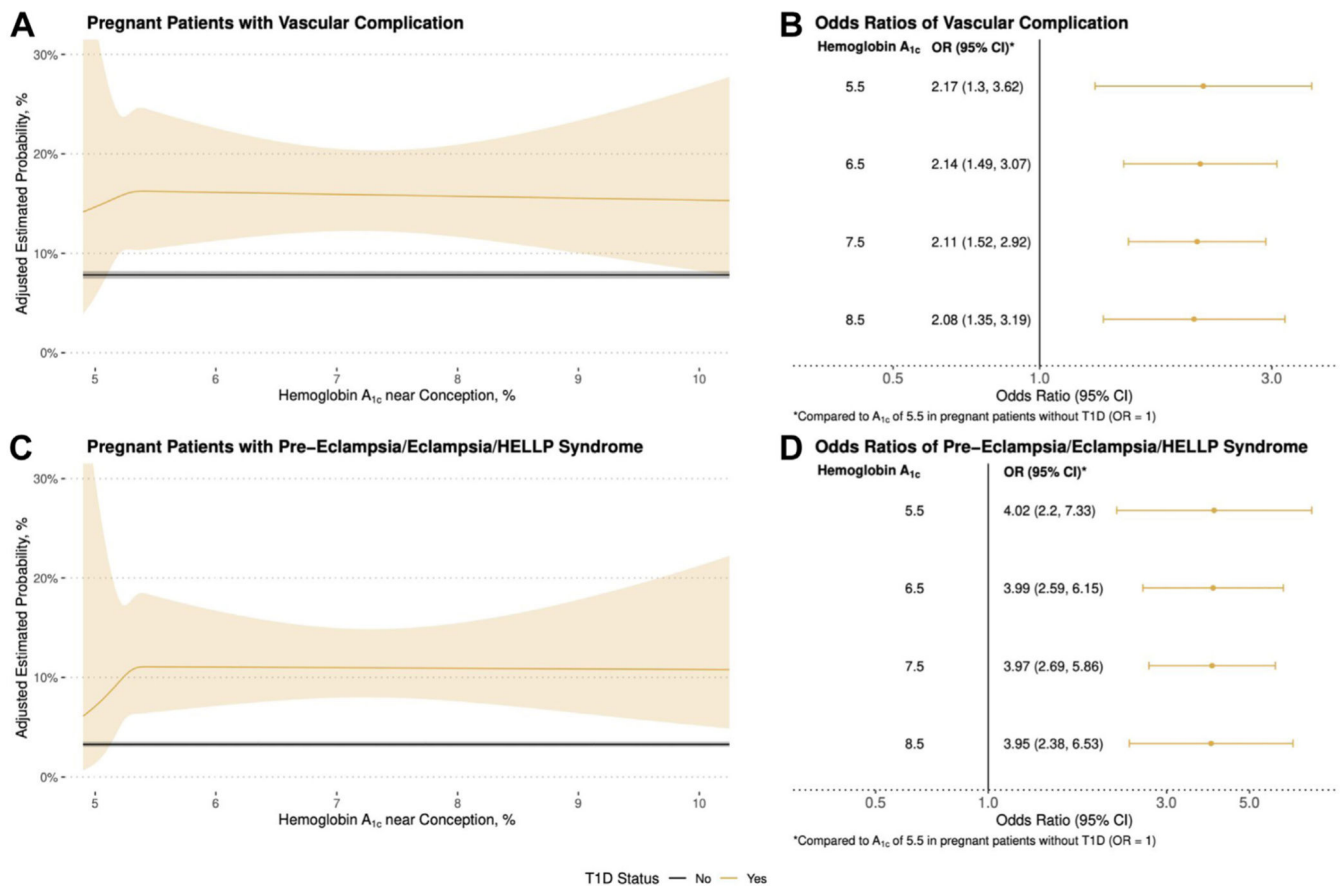 A Pregnant Patients with Vascular Complication
Adjusted Estimated Probability, %
30%
20%
10%
0%
5 6 7 8 9 10
Hemoglobin A1c near Conception, %
B Odds Ratios of Vascular Complication
Hemoglobin A1c OR (95% CI)*
5.5 2.17 (1.3, 3.62)
6.5 2.14 (1.49, 3.07)
7.5 2.11 (1.52, 2.92)
8.5 2.08 (1.35, 3.19)
0.5 1.0 3.0
Odds Ratio (95% CI)
*Compared to A1c of 5.5 in pregnant patients without T1D (OR = 1)
C Pregnant Patients with Pre−Eclampsia/Eclampsia/HELLP Syndrome
Adjusted Estimated Probability, %
30%
20%
10%
0%
5 6 7 8 9 10
Hemoglobin A1c near Conception, %
D Odds Ratios of Pre−Eclampsia/Eclampsia/HELLP Syndrome
Hemoglobin A1c OR (95% CI)*
5.5 4.02 (2.2, 7.33)
6.5 3.99 (2.59, 6.15)
7.5 3.97 (2.69, 5.86)
8.5 3.95 (2.38, 6.53)
0.5 1.0 3.0 5.0
Odds Ratio (95% CI)
*Compared to A1c of 5.5 in pregnant patients without T1D (OR = 1)
T1D Status No Yes